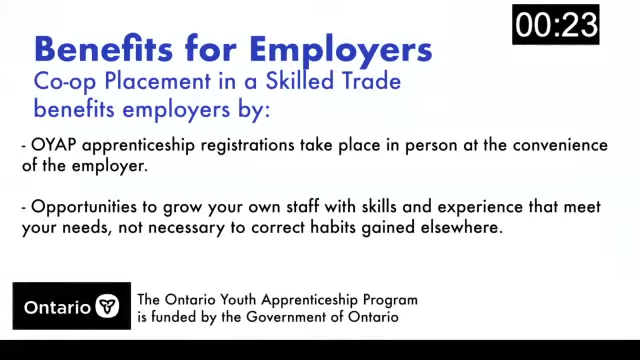 00:23
Benefits for Employers
Co-op Placement in a Skilled Trade
benefits employers by:
- OYAP apprenticeship registrations take place in person at the convenience
of the employer.
- Opportunities to grow your own staff with skills and experience that meet
your needs, not necessary to correct habits gained elsewhere.
Ontario
The Ontario Youth Apprenticeship Program
is funded by the Government of Ontario